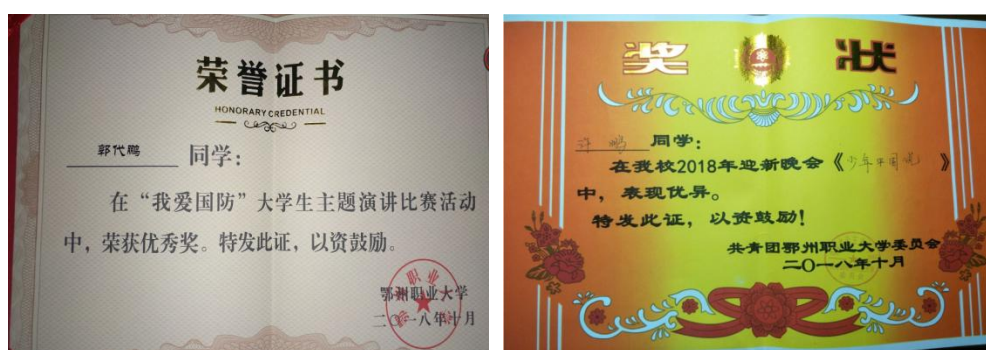 荣誉证书
HONORARY CREDENTIAL
郭代鹏 同学:
在“我爱国防”大学生主题演讲比赛活动
中,荣获优秀奖。特发此证,以资鼓励。
鄂州职业大学
二〇一八年十月
奖 状
许鹏 同学:
在我校2018年迎新晚会《少年中国说》
中,表现优异。
特发此证,以资鼓励!
共青团鄂州职业大学委员会
二〇一八年十月